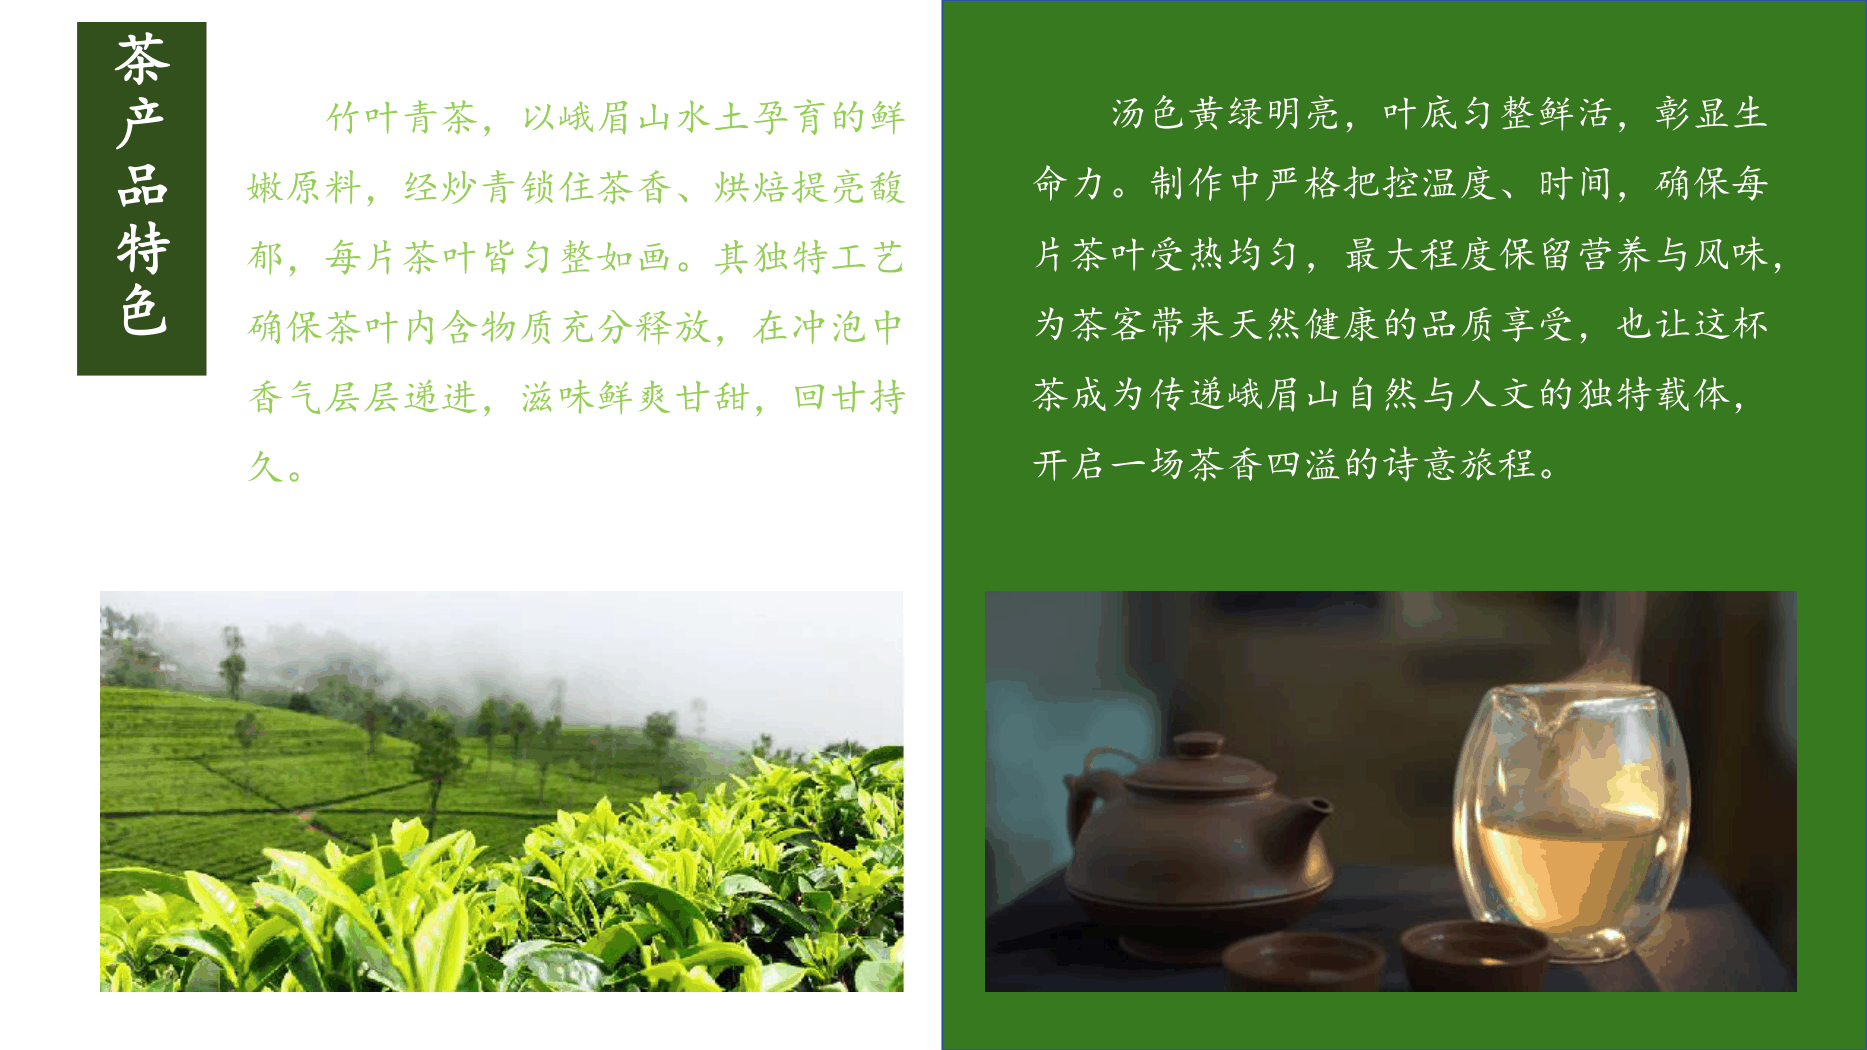 茶产品特色
竹叶青茶，以峨眉山水土孕育的鲜
嫩原料，经炒青锁住茶香、烘焙提亮馥
郁，每片茶叶皆匀整如画。其独特工艺
确保茶叶内含物质充分释放，在冲泡中
香气层层递进，滋味鲜爽甘甜，回甘持
久。
汤色黄绿明亮，叶底匀整鲜活，彰显生
命力。制作中严格把控温度、时间，确保每
片茶叶受热均匀，最大程度保留营养与风味，
为茶客带来天然健康的品质享受，也让这杯
茶成为传递峨眉山自然与人文的独特载体，
开启一场茶香四溢的诗意旅程。